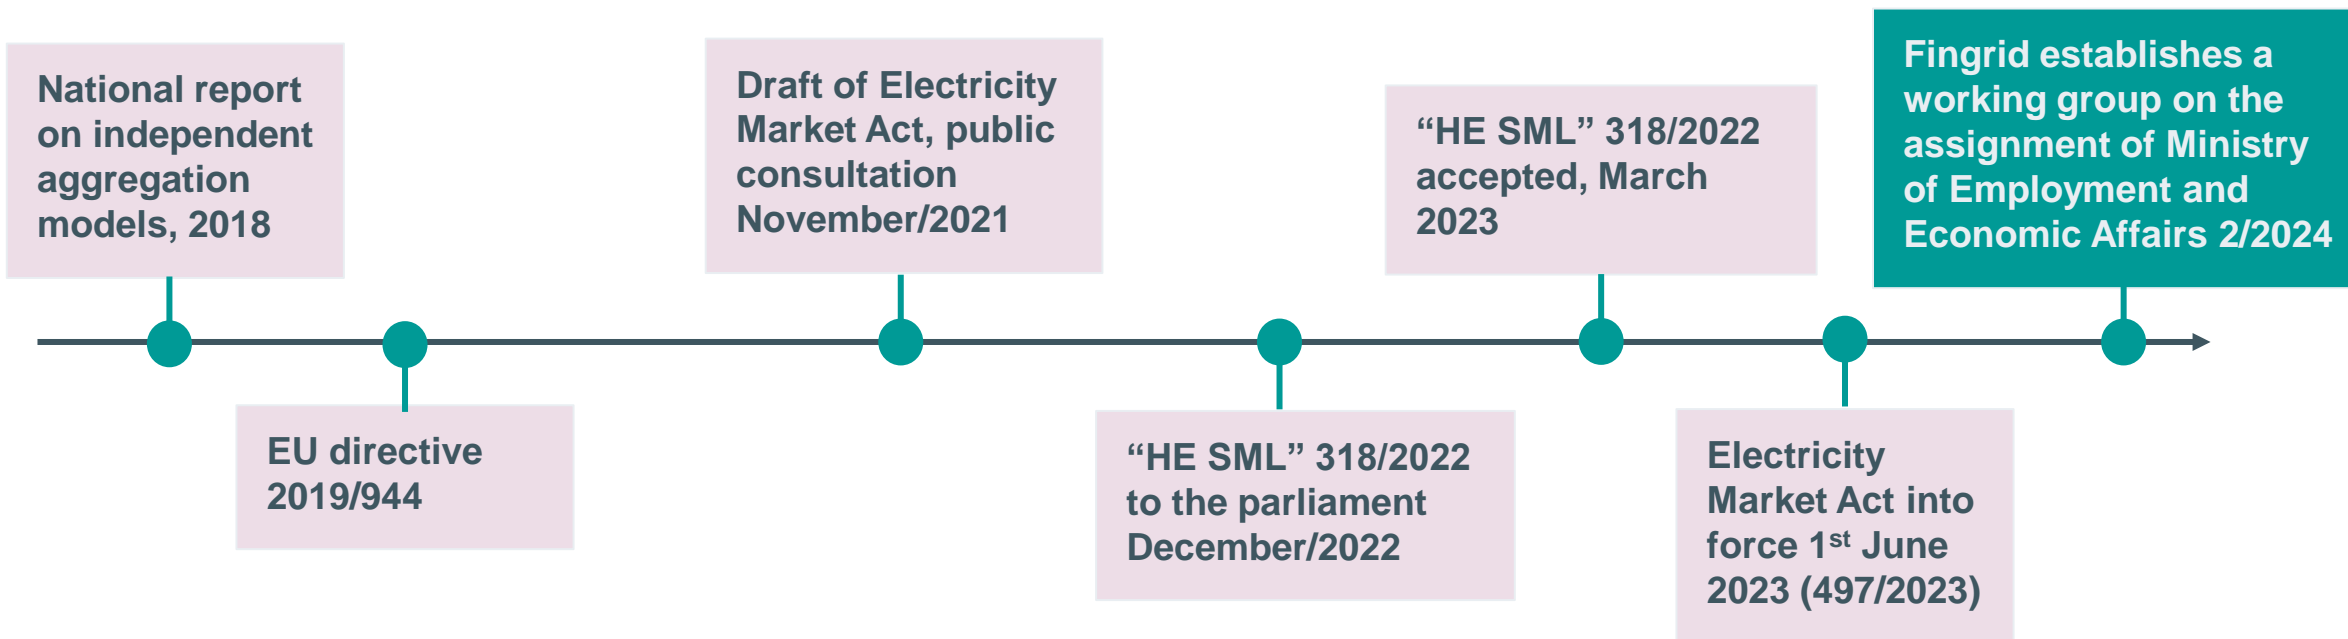 National report
on independent
aggregation
models, 2018
EU directive
2019/944
Draft of Electricity
Market Act, public
consultation
November/2021
“HE SML” 318/2022
to the parliament
December/2022
“HE SML” 318/2022
accepted, March
2023
Electricity
Market Act into
force 1st June
2023 (497/2023)
Fingrid establishes a
working group on the
assignment of Ministry
of Employment and
Economic Affairs 2/2024